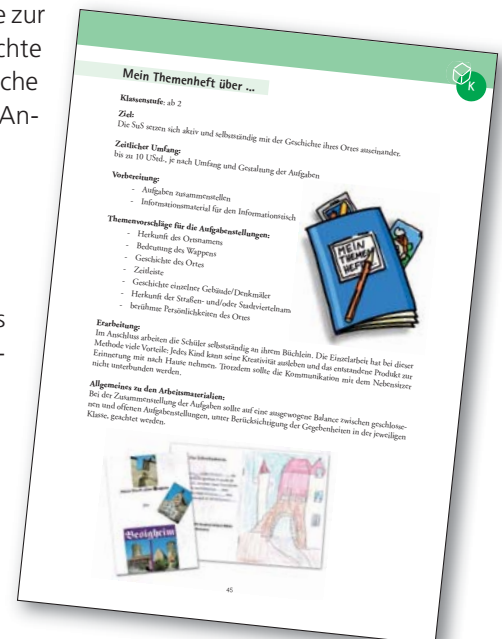 e zur
chte
che
An-
s
-
K
Mein Themenheft über ...
Klassenstufe: ab 2
Ziel:
Die SuS setzen sich aktiv und selbstständig mit der Geschichte ihres Ortes auseinander.
Zeitlicher Umfang:
bis zu 10 UStd., je nach Umfang und Gestaltung der Aufgaben
Vorbereitung:
- Aufgaben zusammenstellen
- Informationsmaterial für den Informationstisch
Themenvorschläge für die Aufgabenstellungen:
- Herkunft des Ortsnamens
- Bedeutung des Wappens
- Geschichte des Ortes
- Zeitleiste
- Geschichte einzelner Gebäude/Denkmäler
- Herkunft der Straßen- und/oder Stadtviertelnam
- berühmte Persönlichkeiten des Ortes
MEIN
THEMEN
HEFT
Erarbeitung:
Im Anschluss arbeiten die Schüler selbstständig an ihrem Büchlein. Die Einzelarbeit hat bei dieser
Methode viele Vorteile: Jedes Kind kann seine Kreativität ausleben und das entstandene Produkt zur
Erinnerung mit nach Hause nehmen. Trotzdem sollte die Kommunikation mit dem Nebensitzer
nicht unterbunden werden.
Allgemeines zu den Arbeitsmaterialien:
Bei der Zusammenstellung der Aufgaben sollte auf eine ausgewogene Balance zwischen geschlosse-
nen und offenen Aufgabenstellungen, unter Berücksichtigung der Gegebenheiten in der jeweiligen
Klasse, geachtet werden.
Besigheim
45